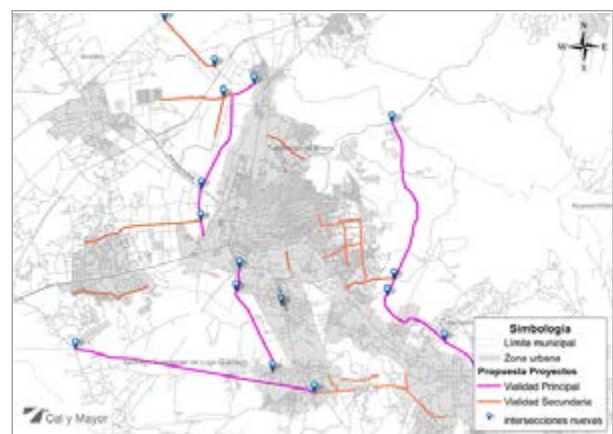 N
W E
S
Simbología
Límite municipal
Zona urbana
Propuesta Proyectos
Vialidad Principal
Vialidad Secundaria
intersecciones nuevas
Cal y Mayor